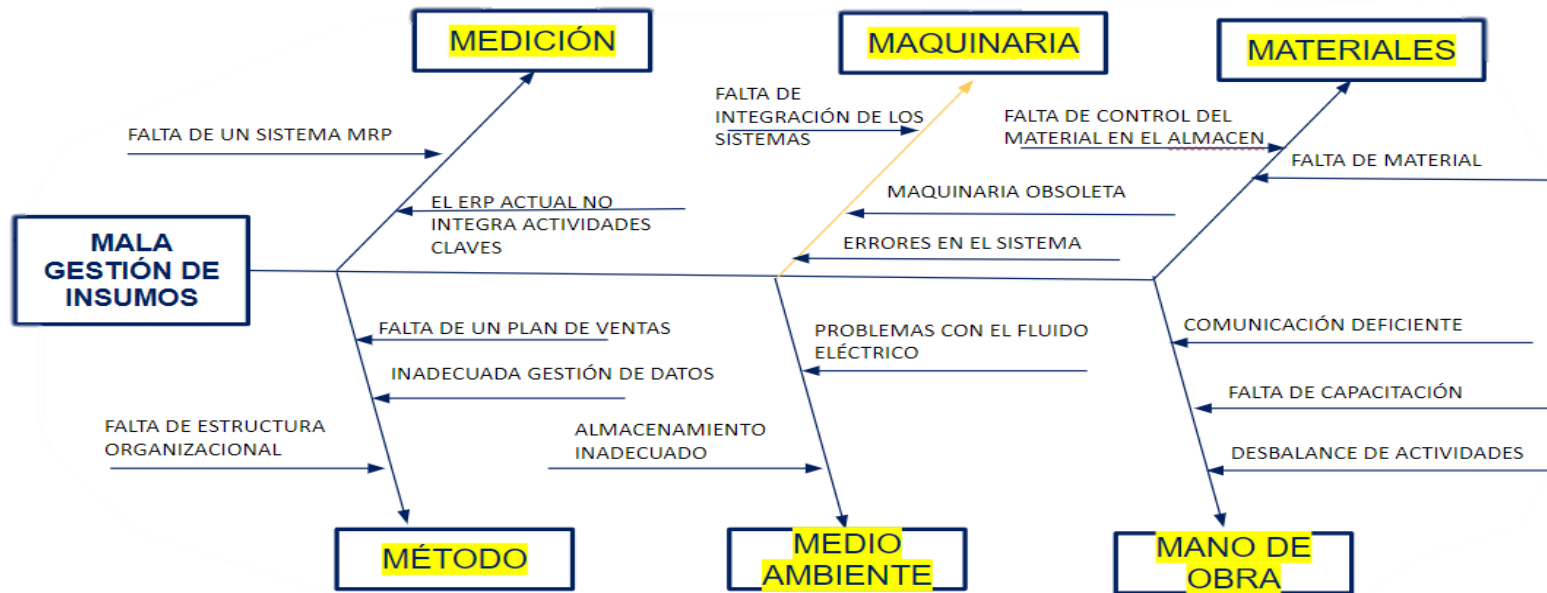 MEDICIÓN
MAQUINARIA
MATERIALES
FALTA DE UN SISTEMA MRP
EL ERP ACTUAL NO
INTEGRA ACTIVIDADES
CLAVES
FALTA DE
INTEGRACIÓN DE LOS
SISTEMAS
MAQUINARIA OBSOLETA
ERRORES EN EL SISTEMA
FALTA DE CONTROL DEL
MATERIAL EN EL ALMACEN
FALTA DE MATERIAL
MALA
GESTIÓN DE
INSUMOS
FALTA DE UN PLAN DE VENTAS
INADECUADA GESTIÓN DE DATOS
FALTA DE ESTRUCTURA
ORGANIZACIONAL
PROBLEMAS CON EL FLUIDO
ELÉCTRICO
ALMACENAMIENTO
INADECUADO
COMUNICACIÓN DEFICIENTE
FALTA DE CAPACITACIÓN
DESBALANCE DE ACTIVIDADES
MÉTODO
MEDIO
AMBIENTE
MANO DE
OBRA